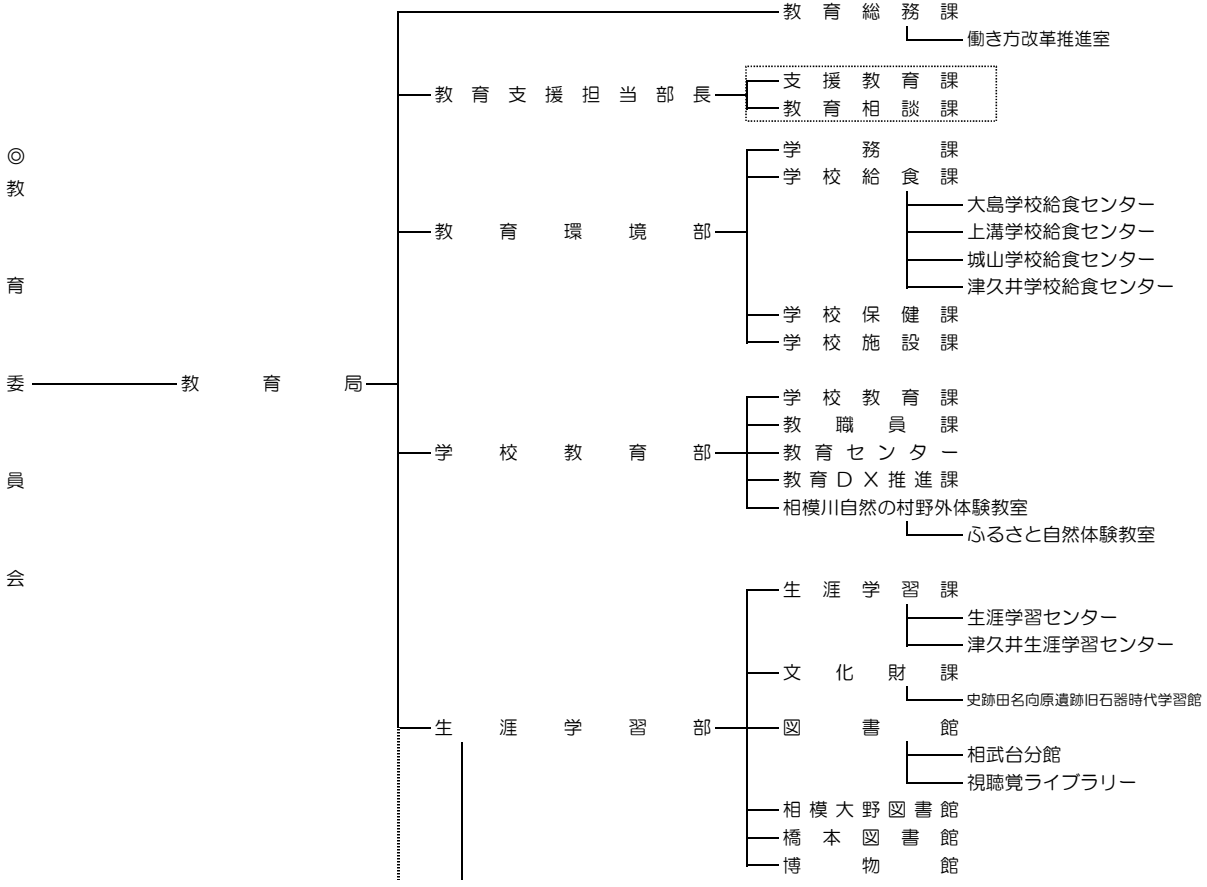 ◎教育委員会
教育局
教育総務課
働き方改革推進室
教育支援担当部長
支援教育課
教育相談課
教育環境部
学務課
学校給食課
大島学校給食センター
上溝学校給食センター
城山学校給食センター
津久井学校給食センター
学校保健課
学校施設課
学校教育部
学校教育課
教職員課
教育センター
教育DX推進課
相模川自然の村野外体験教室
ふるさと自然体験教室
生涯学習部
生涯学習課
生涯学習センター
津久井生涯学習センター
文化財課
史跡田名向原遺跡旧石器時代学習館
図書館
相武台分館
視聴覚ライブラリー
相模大野図書館
橋本図書館
博物館